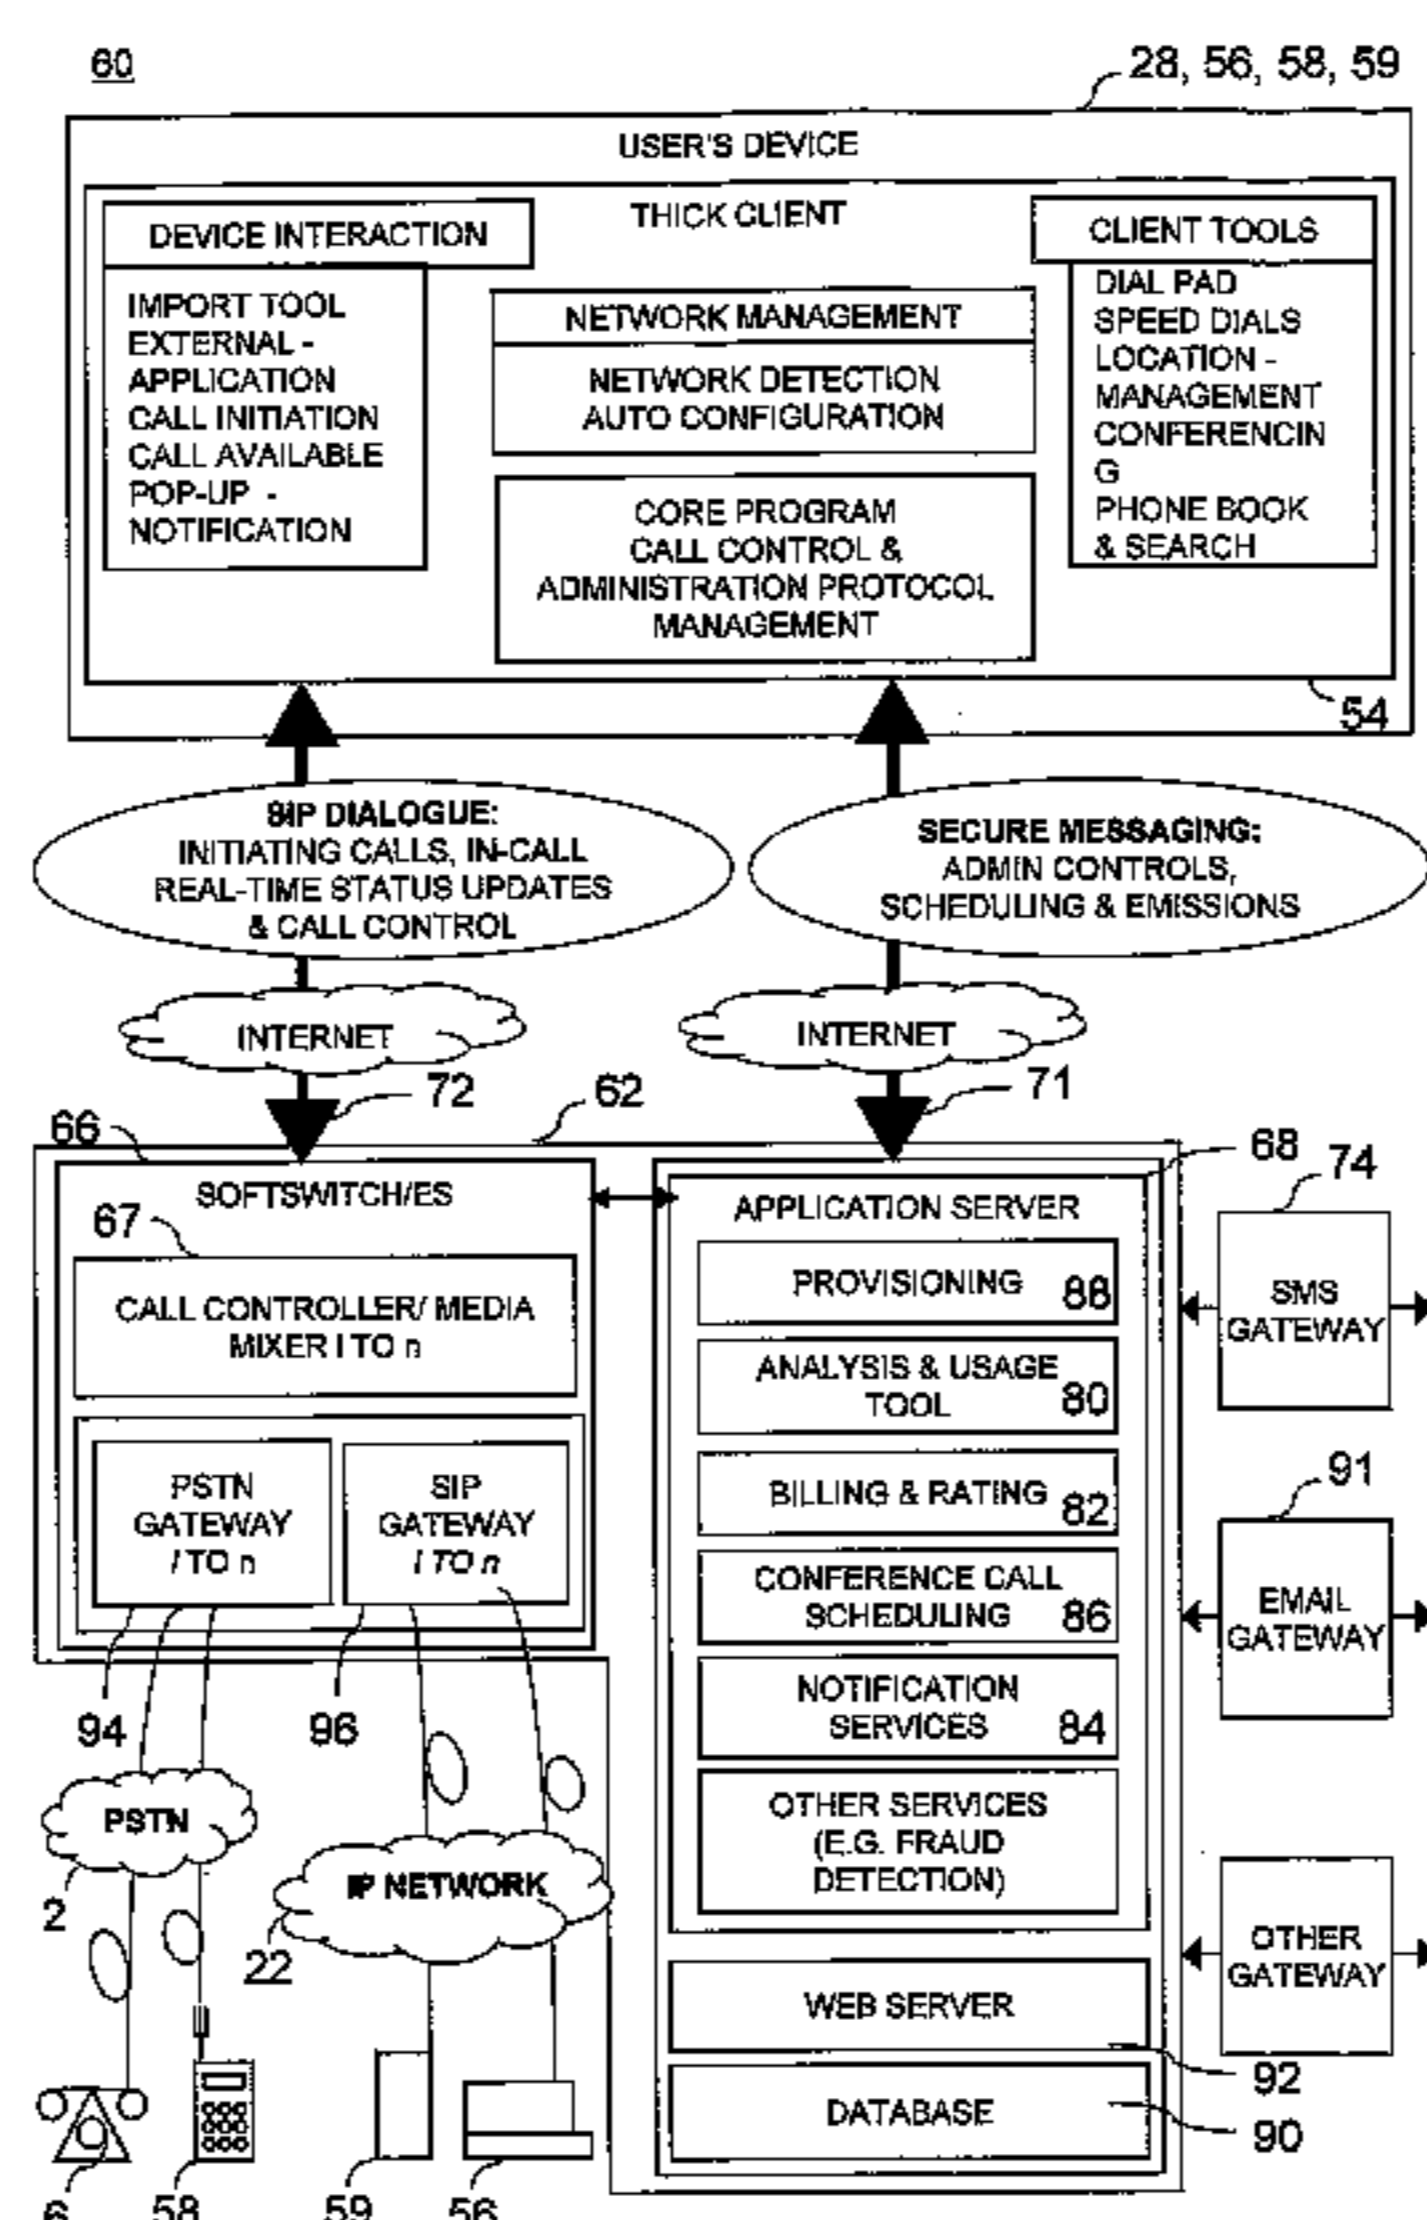 60
28, 56, 58, 59
USER'S DEVICE
THICK CLIENT
DEVICE INTERACTION
IMPORT TOOL
EXTERNAL -
APPLICATION
CALL INITIATION
CALL AVAILABLE
POP-UP -
NOTIFICATION
NETWORK MANAGEMENT
NETWORK DETECTION
AUTO CONFIGURATION
CORE PROGRAM
CALL CONTROL &
ADMINISTRATION PROTOCOL
MANAGEMENT
CLIENT TOOLS
DIAL PAD
SPEED DIALS
LOCATION -
MANAGEMENT
CONFERENCIN
G
PHONE BOOK
& SEARCH
54
SIP DIALOGUE:
INITIATING CALLS, IN-CALL
REAL-TIME STATUS UPDATES
& CALL CONTROL
SECURE MESSAGING:
ADMIN CONTROLS,
SCHEDULING & EMISSIONS
INTERNET
INTERNET
72
62
71
66
68
74
SOFTSWITCH/ES
67
CALL CONTROLLER/ MEDIA
MIXER I TO n
PSTN
GATEWAY
I TO n
SIP
GATEWAY
I TO n
94
96
PSTN
2
IP NETWORK
22
6
58
59
56
APPLICATION SERVER
PROVISIONING 88
ANALYSIS & USAGE
TOOL 80
BILLING & RATING 82
CONFERENCE CALL
SCHEDULING 86
NOTIFICATION
SERVICES 84
OTHER SERVICES
(E.G. FRAUD
DETECTION)
WEB SERVER
92
DATABASE
90
SMS
GATEWAY
91
EMAIL
GATEWAY
OTHER
GATEWAY